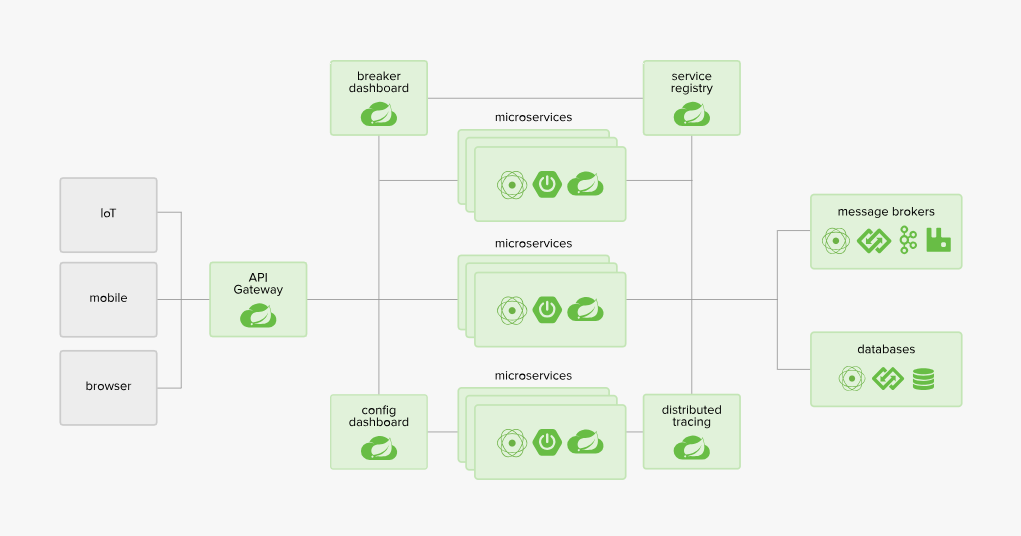 breaker
dashboard
service
registry
microservices
IoT
message brokers
microservices
API
Gateway
mobile
databases
microservices
browser
config
dashboard
distributed
tracing